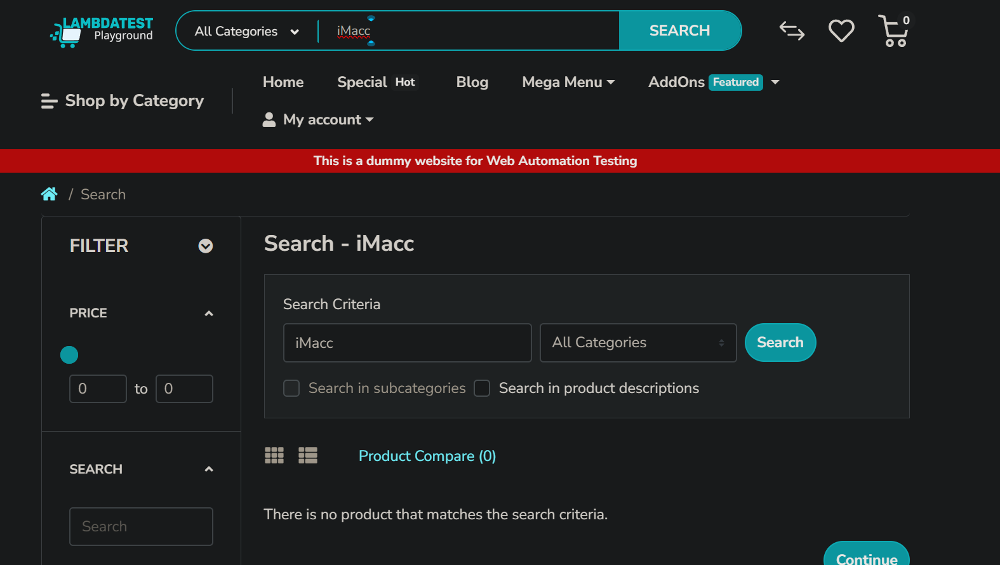 LAMBDATEST
Playground
All Categories
iMacc
SEARCH
0
Home
Special Hot
Blog
Mega Menu
AddOns Featured
Shop by Category
My account
This is a dummy website for Web Automation Testing
/ Search
FILTER
PRICE
0 to 0
SEARCH
Search
Search - iMacc
Search Criteria
iMacc
All Categories
Search
Search in subcategories
Search in product descriptions
Product Compare (0)
There is no product that matches the search criteria.
Continue